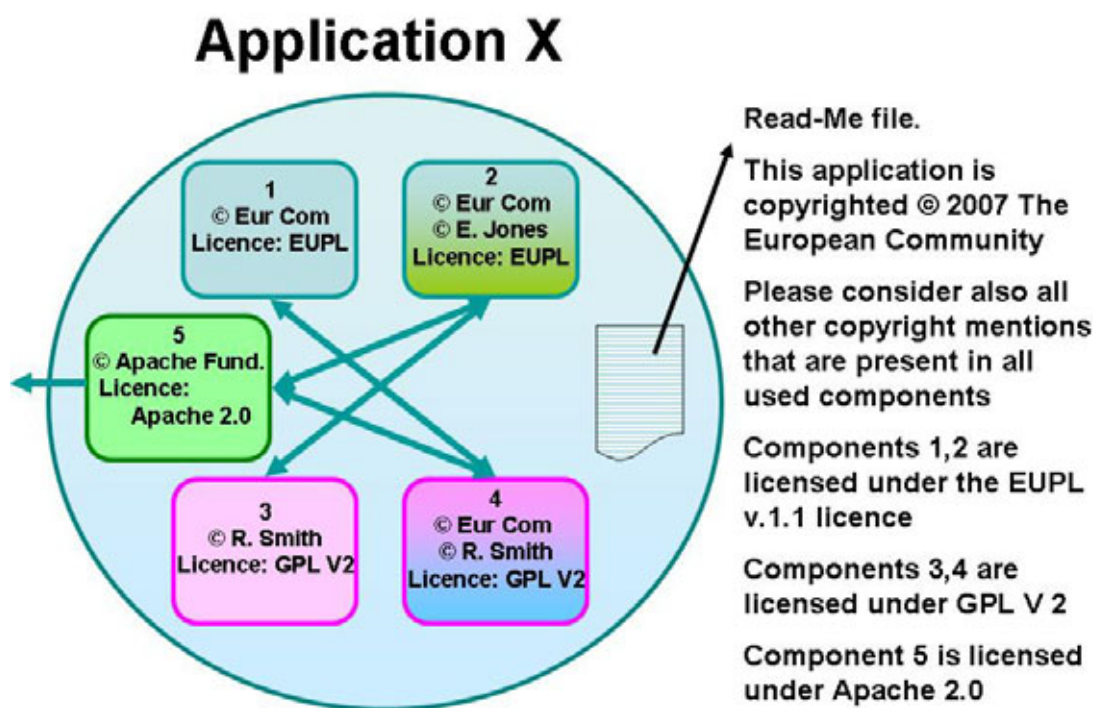 Application X
1
© Eur Com
Licence: EUPL
2
© Eur Com
© E. Jones
Licence: EUPL
5
© Apache Fund.
Licence:
Apache 2.0
3
© R. Smith
Licence: GPL V2
4
© Eur Com
© R. Smith
Licence: GPL V2
Read-Me file.
This application is
copyrighted © 2007 The
European Community
Please consider also all
other copyright mentions
that are present in all
used components
Components 1,2 are
licensed under the EUPL
v.1.1 licence
Components 3,4 are
licensed under GPL V 2
Component 5 is licensed
under Apache 2.0